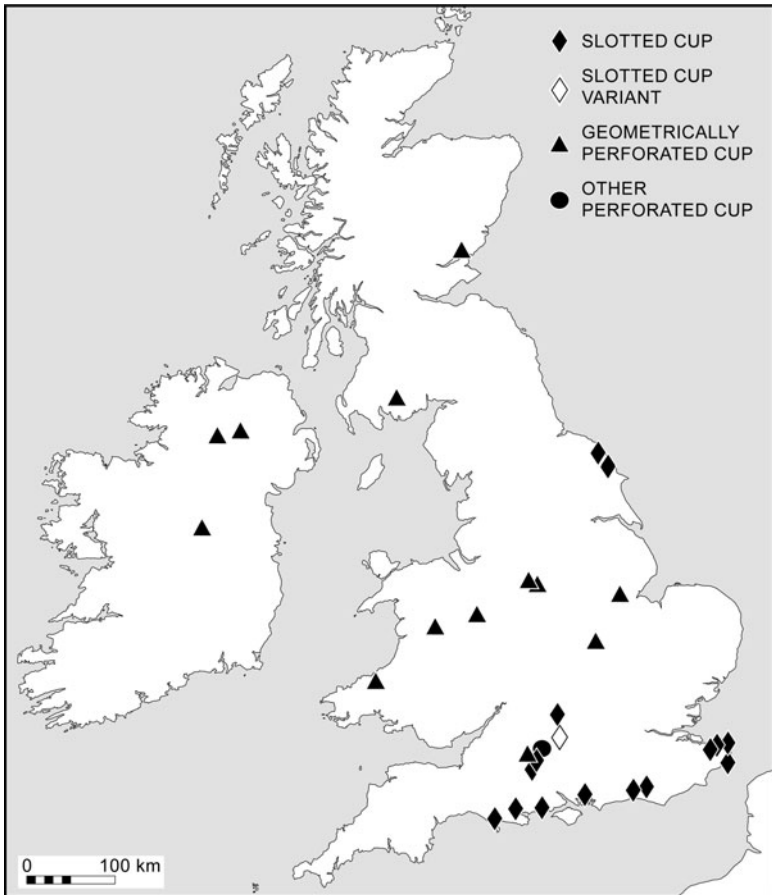 SLOTTED CUP
SLOTTED CUP
VARIANT
GEOMETRICALLY
PERFORATED CUP
OTHER
PERFORATED CUP
0 100 km